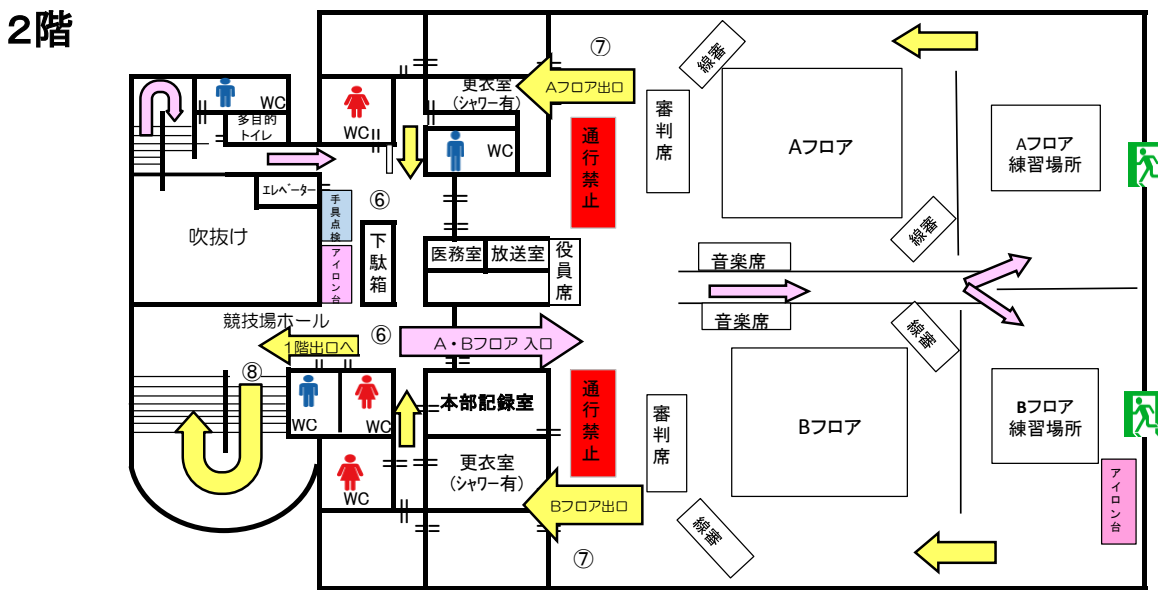 2階
⑦
線審
更衣室
(シャワー有)
Aフロア出口
WC
多目的
トイレ
WC
WC
審判席
通行禁止
Aフロア
Aフロア
練習場所
エレベーター
手具点検
⑥
吹抜け
下駄箱
アイロン台
医務室
放送室
役員席
線審
音楽席
競技場ホール
⑥
1階出口へ
A・Bフロア 入口
音楽席
線審
⑧
WC
WC
本部記録室
通行禁止
審判席
Bフロア
Bフロア
練習場所
更衣室
(シャワー有)
WC
Bフロア出口
アイロン台
線審
⑦